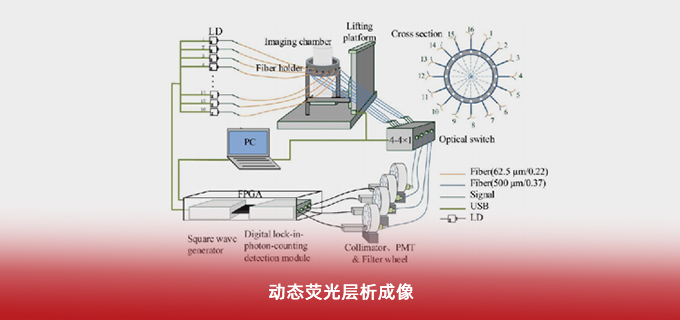 LD
Lifting
platform
Imaging chamber
Fiber holder
Cross section
16
1
2
3
4
5
6
7
8
9
10
11
12
13
14
15
PC
4-4×1
Optical switch
Fiber(62.5 μm/0.22)
Fiber(500 μm/0.37)
Signal
USB
LD
FPGA
Square wave
generator
Digital lock-in-
photon-counting
detection module
Collimator、PMT
& Filter wheel
动态荧光层析成像